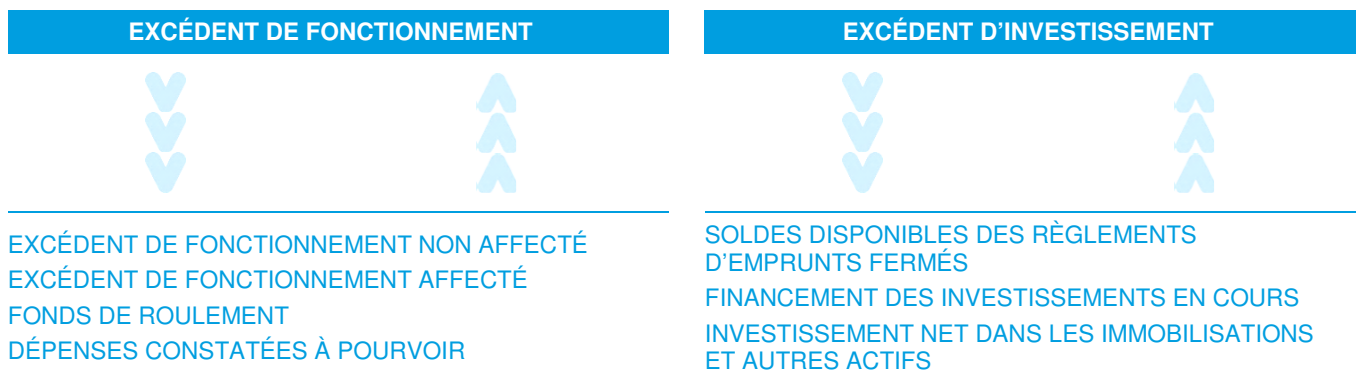 EXCÉDENT DE FONCTIONNEMENT
EXCÉDENT DE FONCTIONNEMENT NON AFFECTÉ
EXCÉDENT DE FONCTIONNEMENT AFFECTÉ
FONDS DE ROULEMENT
DÉPENSES CONSTATÉES À POURVOIR
EXCÉDENT D’INVESTISSEMENT
SOLDES DISPONIBLES DES RÈGLEMENTS
D’EMPRUNTS FERMÉS
FINANCEMENT DES INVESTISSEMENTS EN COURS
INVESTISSEMENT NET DANS LES IMMOBILISATIONS
ET AUTRES ACTIFS